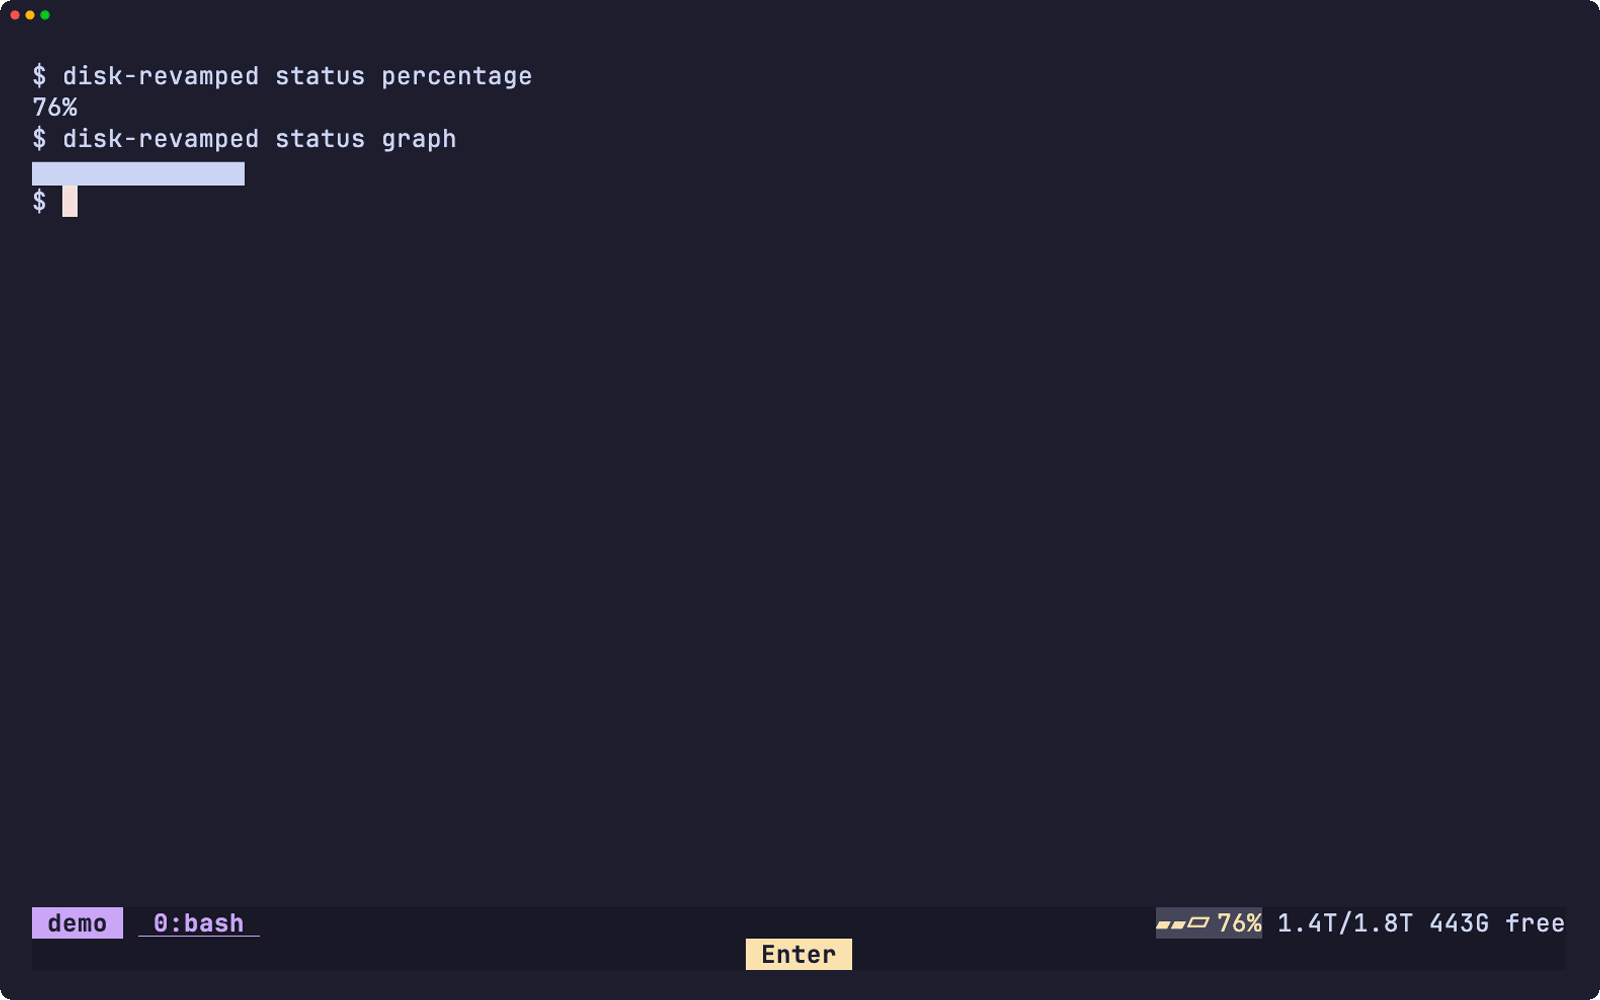 $ disk-revamped status percentage
76%
$ disk-revamped status graph
$
demo 0:bash 76% 1.4T/1.8T 443G free
Enter